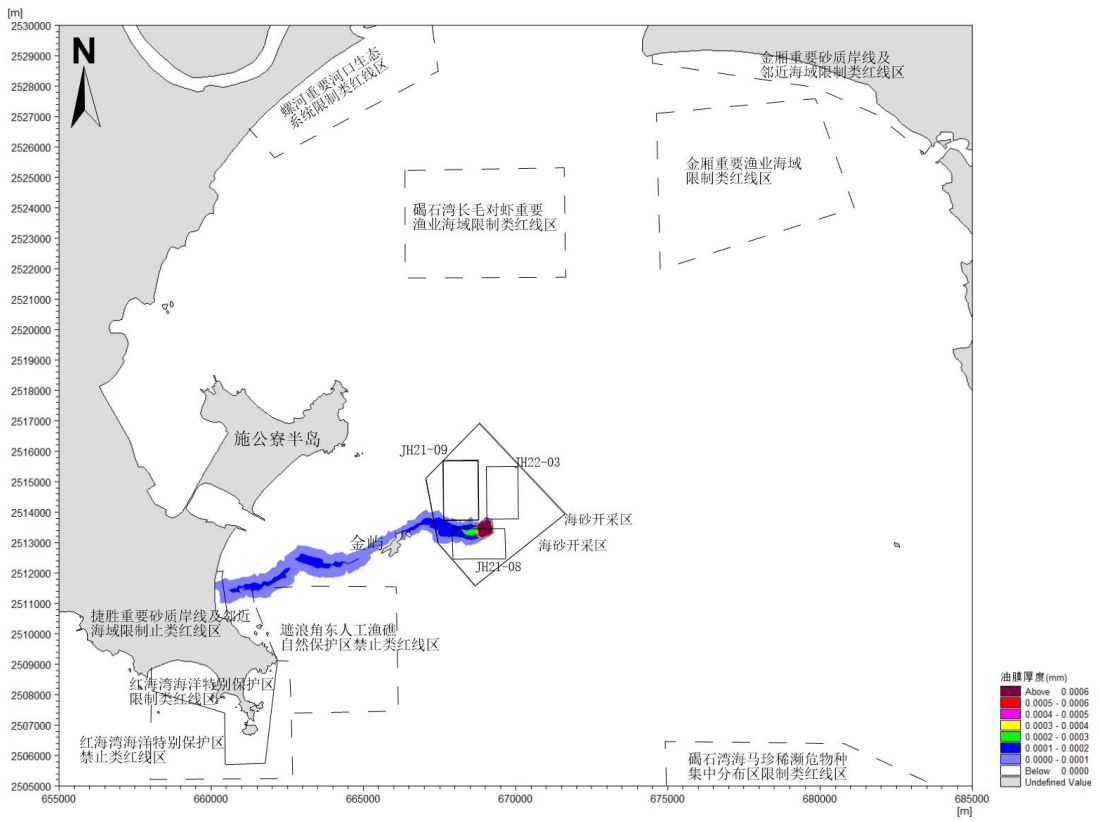 [m]
2530000
2529000
2528000
2527000
2526000
2525000
2524000
2523000
2522000
2521000
2520000
2519000
2518000
2517000
2516000
2515000
2514000
2513000
2512000
2511000
2510000
2509000
2508000
2507000
2506000
2505000
N
螺河重要河口生态
系统限制类红线区
金厢重要砂质岸线及
邻近海域限制类红线区
金厢重要渔业海域
限制类红线区
碣石湾长毛对虾重要
渔业海域限制类红线区
施公寮半岛
JH21-09
JH22-03
海砂开采区
海砂开采区
JH21-08
金屿
捷胜重要砂质岸线及邻近
海域限制止类红线区
遮浪角东人工渔礁
自然保护区禁止类红线区
红海湾海洋特别保护区
限制类红线区
红海湾海洋特别保护区
禁止类红线区
碣石湾海马珍稀濒危物种
集中分布区限制类红线区
655000
660000
665000
670000
675000
680000
685000
[m]
油膜厚度(mm)
Above 0.0006
0.0005 - 0.0006
0.0004 - 0.0005
0.0003 - 0.0004
0.0002 - 0.0003
0.0001 - 0.0002
0.0000 - 0.0001
Below 0.0000
Undefined Value